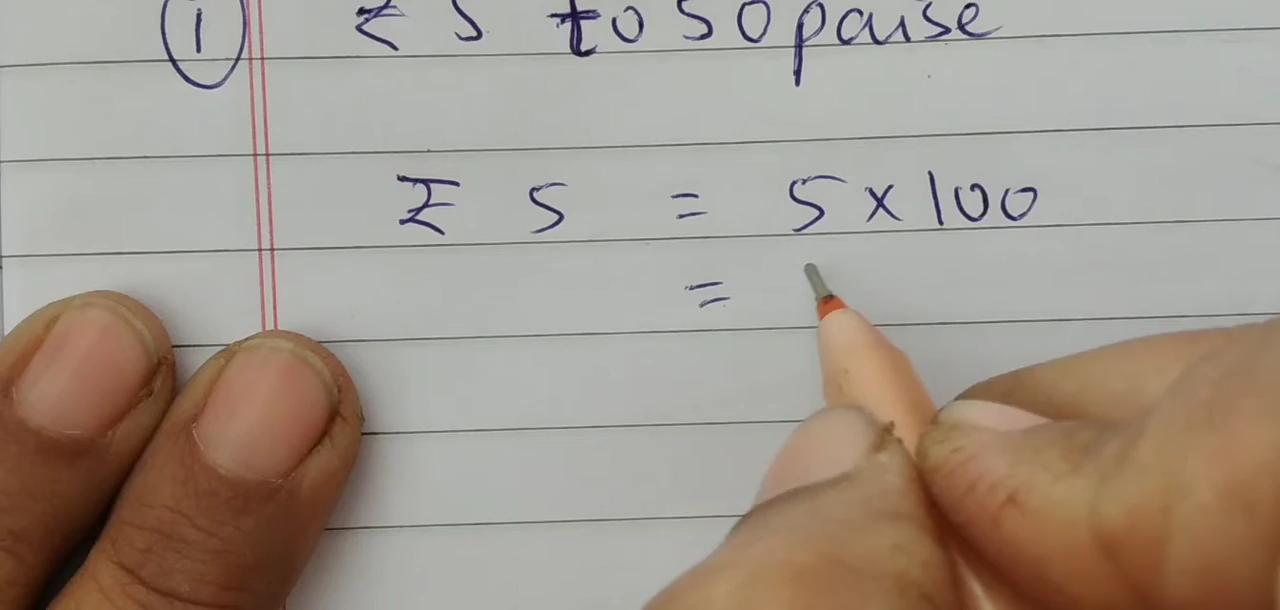 ① ₹ 5 to 50 paise
₹ 5 = 5 × 100
=